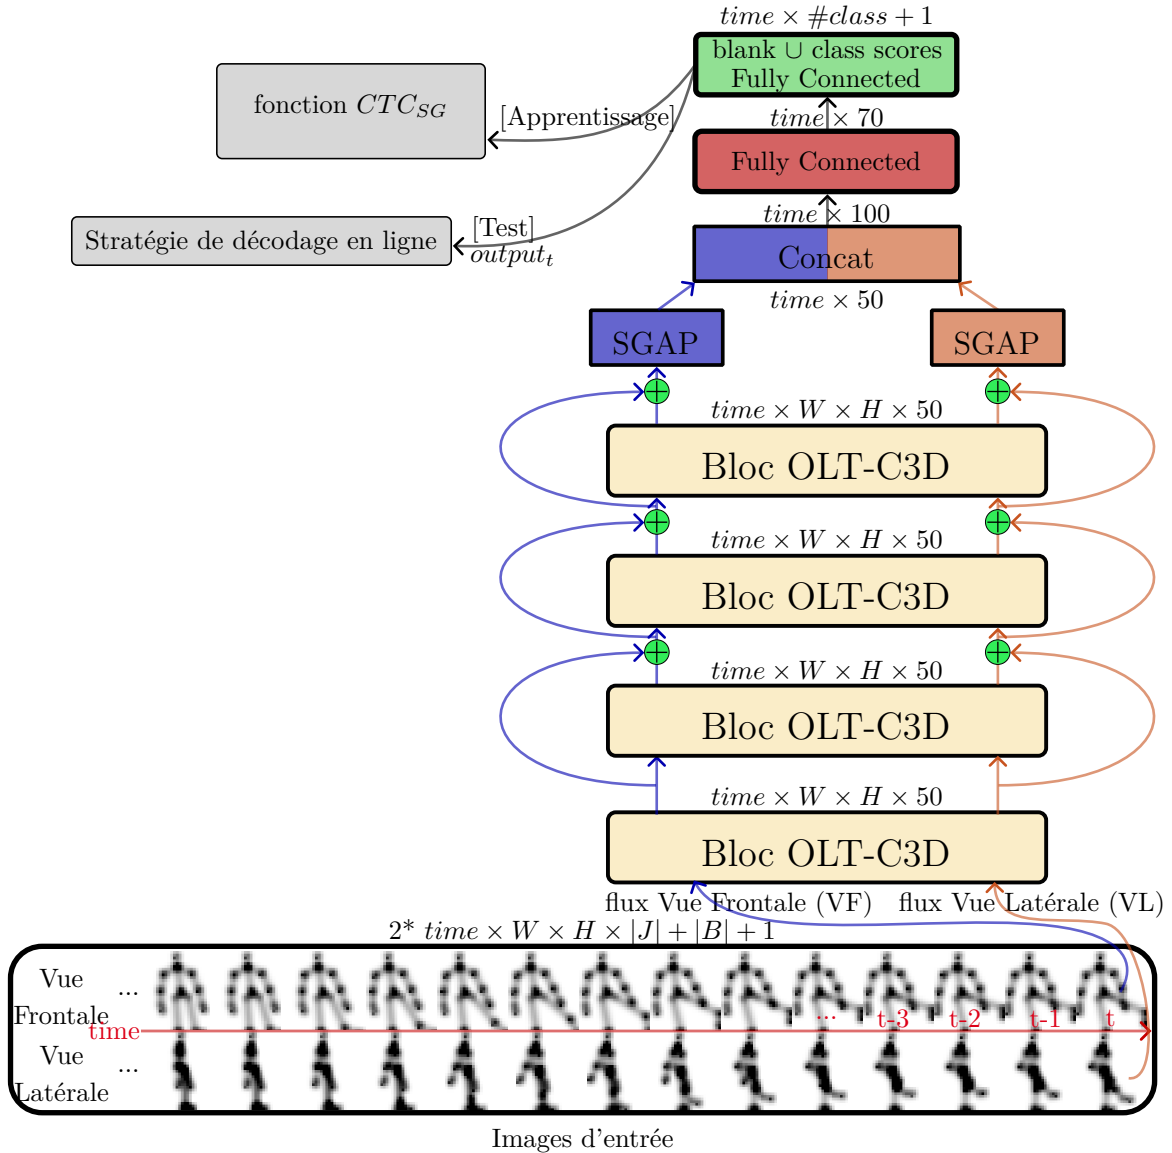 time × #class + 1
blank ∪ class scores
Fully Connected
fonction CTC_SG
[Apprentissage]
time × 70
Fully Connected
time × 100
[Test]
Stratégie de décodage en ligne
output_t
Concat
time × 50
SGAP
SGAP
time × W × H × 50
Bloc OLT-C3D
time × W × H × 50
Bloc OLT-C3D
time × W × H × 50
Bloc OLT-C3D
time × W × H × 50
Bloc OLT-C3D
flux Vue Frontale (VF)
flux Vue Latérale (VL)
2* time × W × H × |J| + |B| + 1
Vue
Frontale
...
... t-3 t-2 t-1 t
time
Vue
Latérale
...
Images d'entrée